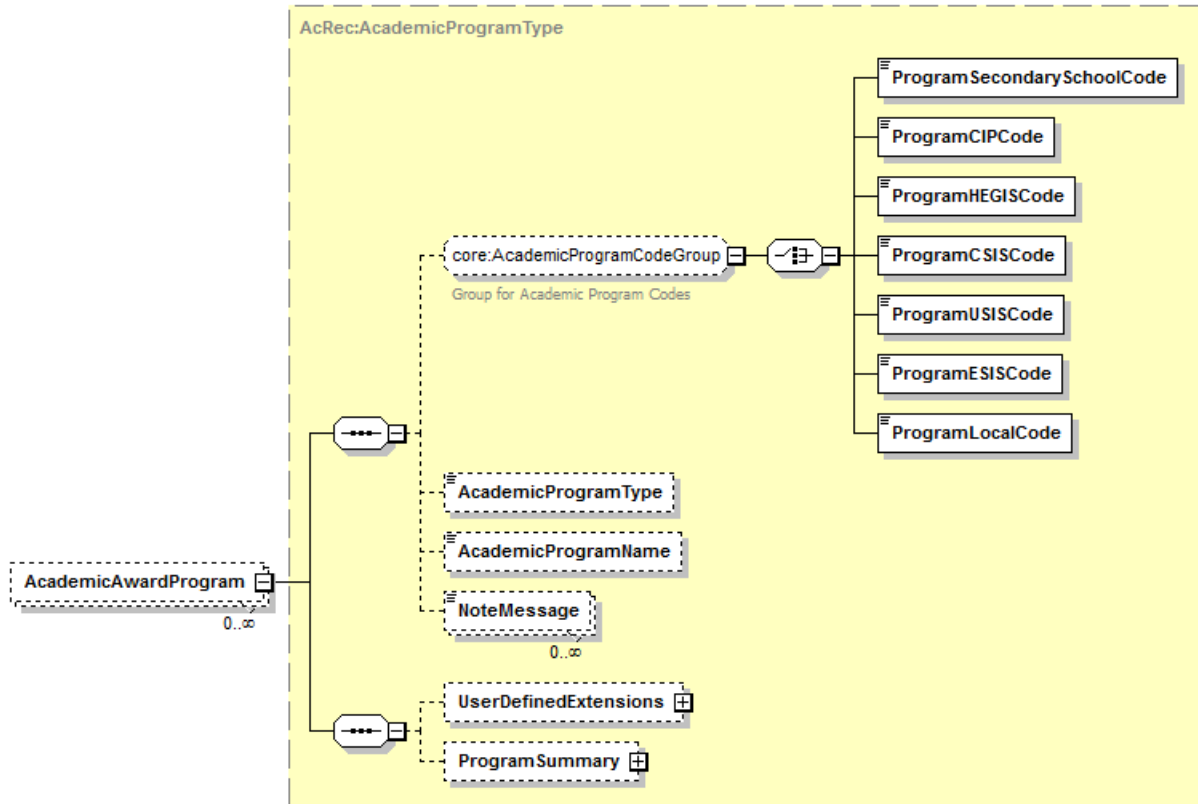 AcRec:AcademicProgramType
ProgramSecondarySchoolCode
ProgramCIPCode
ProgramHEGISCode
core:AcademicProgramCodeGroup
Group for Academic Program Codes
ProgramCSISCode
ProgramUSISCode
ProgramESISCode
ProgramLocalCode
AcademicProgramType
AcademicProgramName
AcademicAwardProgram
0..∞
NoteMessage
0..∞
UserDefinedExtensions
ProgramSummary